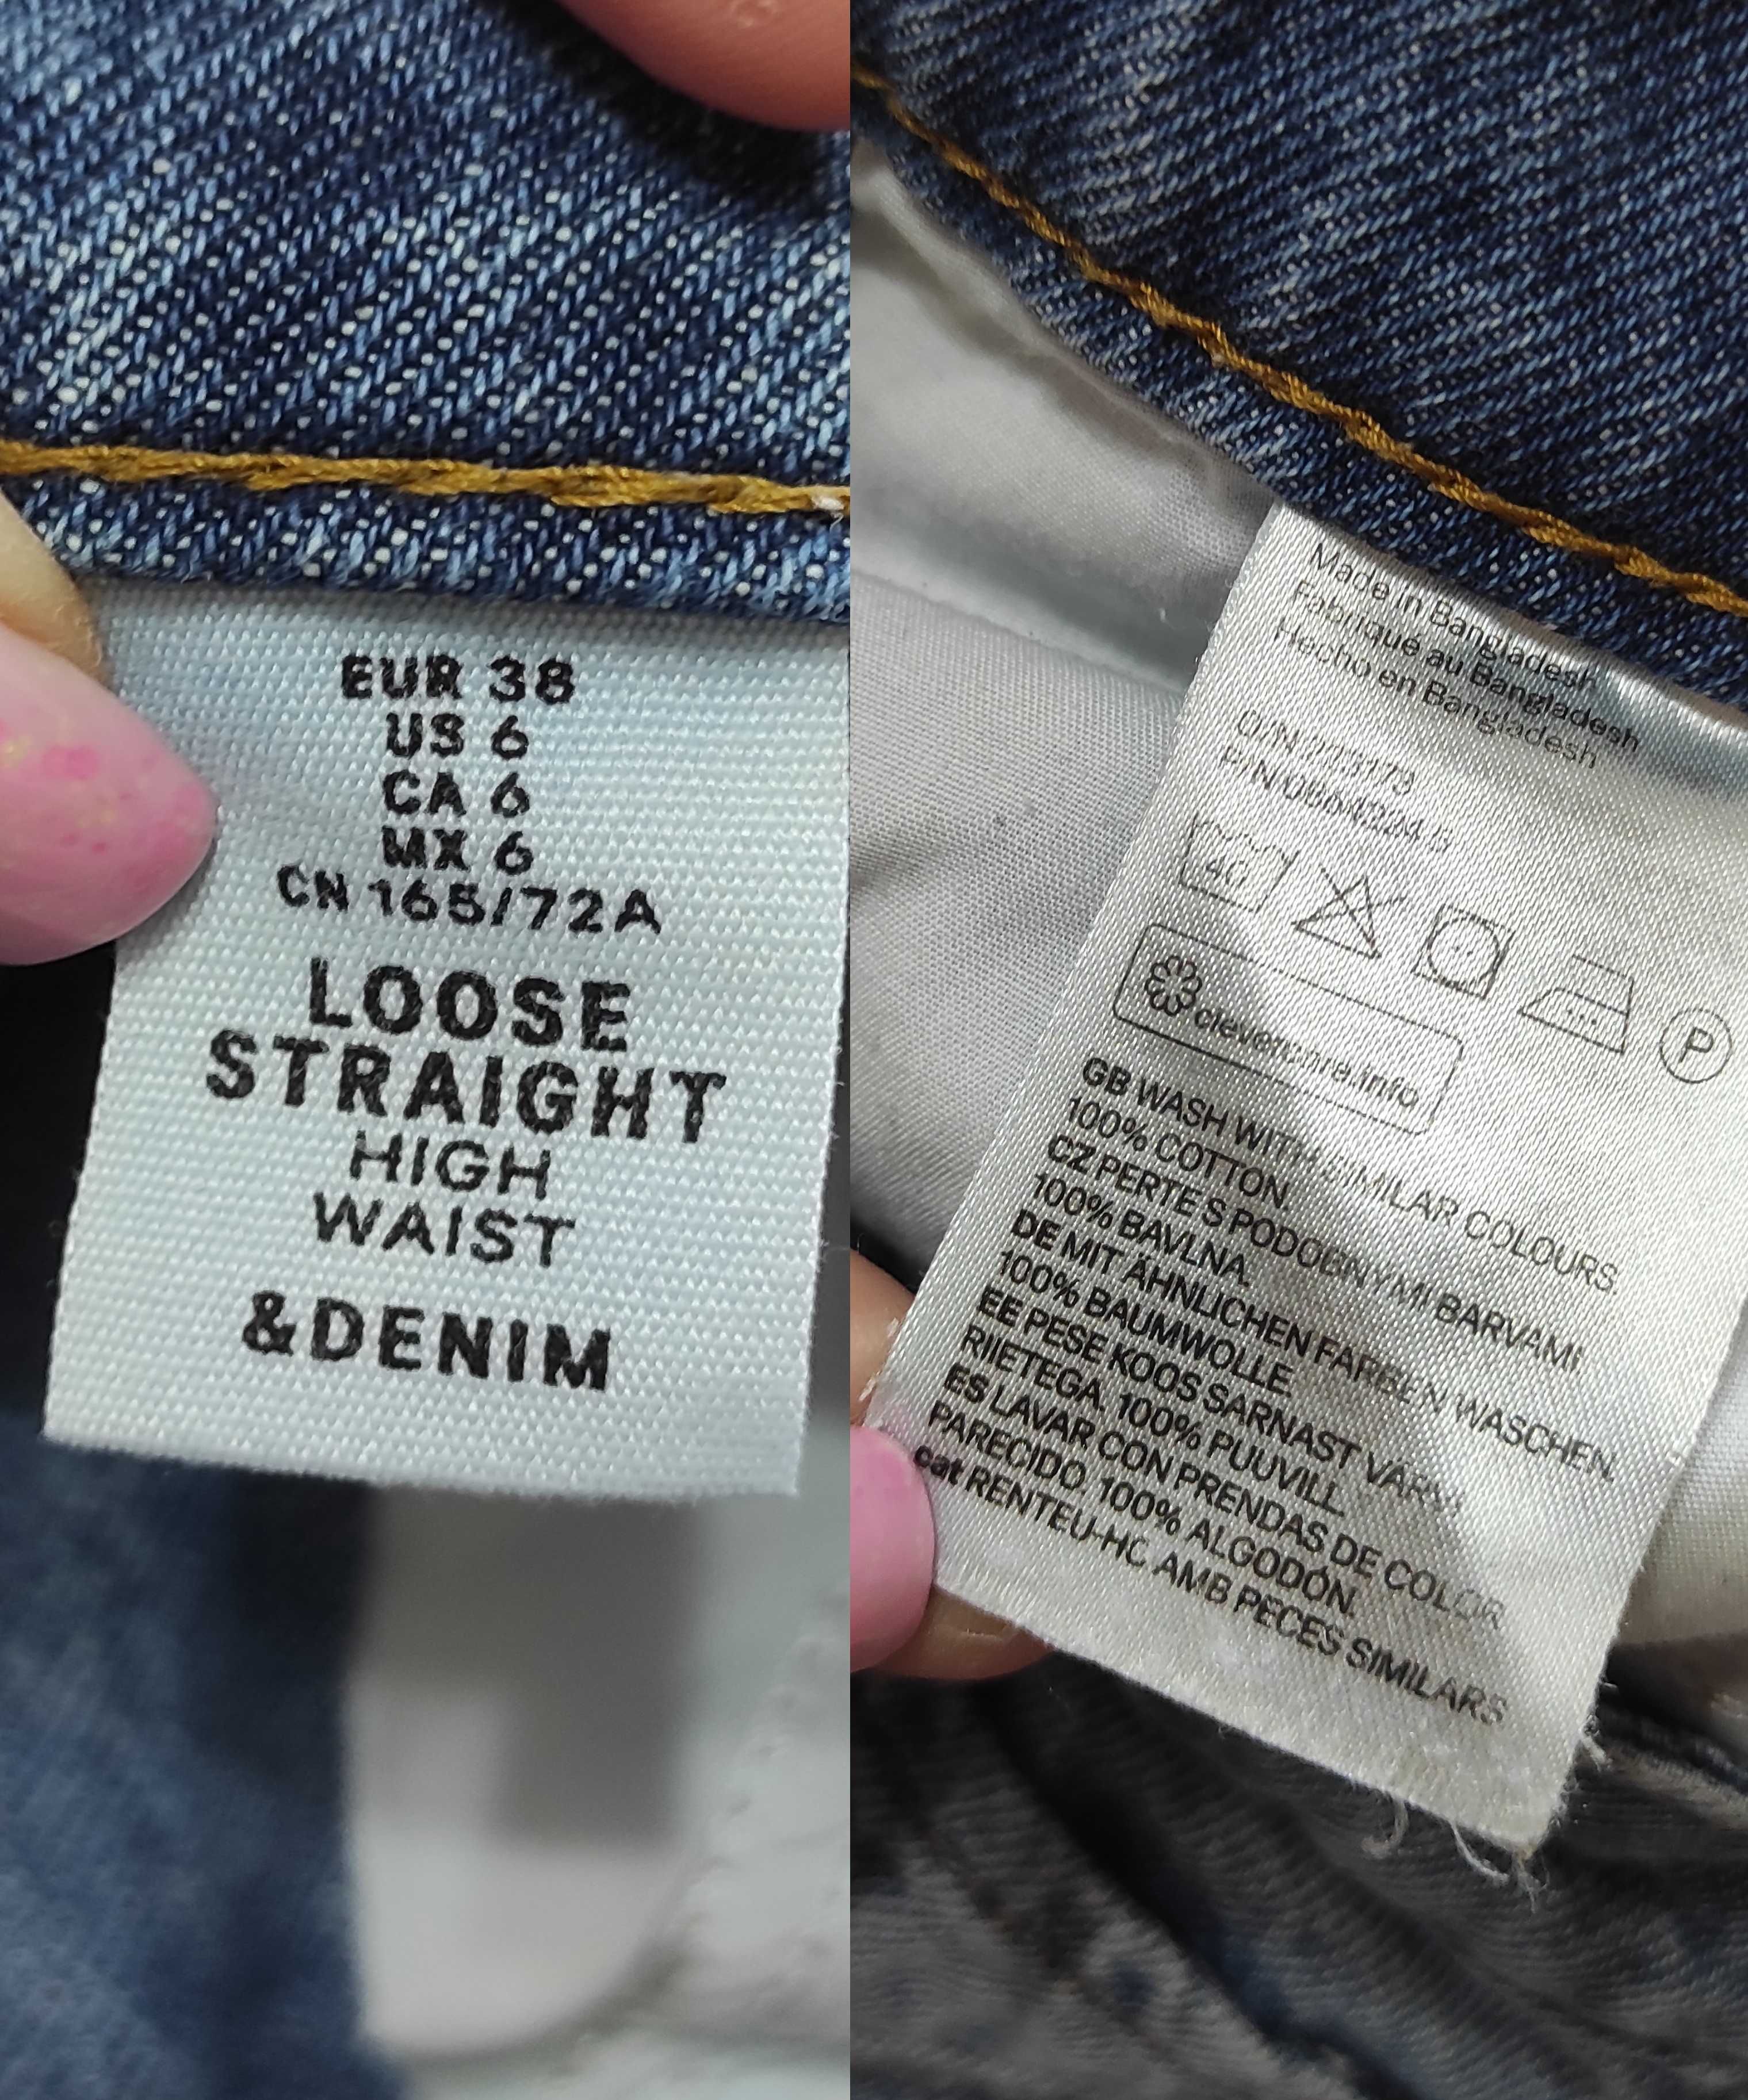 EUR 38
US 6
CA 6
MX 6
CN 165/72A
LOOSE
STRAIGHT
HIGH
WAIST
&DENIM
Made in Bangladesh
Fabriqué au Bangladesh
Hecho en Bangladesh
40
P
clevercare.info
GB WASH WITH SIMILAR COLOURS.
100% COTTON.
CZ PERTE S PODOBNÝMI BARVAMI.
100% BAVLNA.
DE MIT ÄHNLICHEN FARBEN WASCHEN.
100% BAUMWOLLE.
EE PESE KOOS SARNAST VÄRVI
RIIETEGA. 100% PUUVILL.
ES LAVAR CON PRENDAS DE COLOR
PARECIDO. 100% ALGODÓN.
cat RENTEU-HO AMB PECES SIMILARS